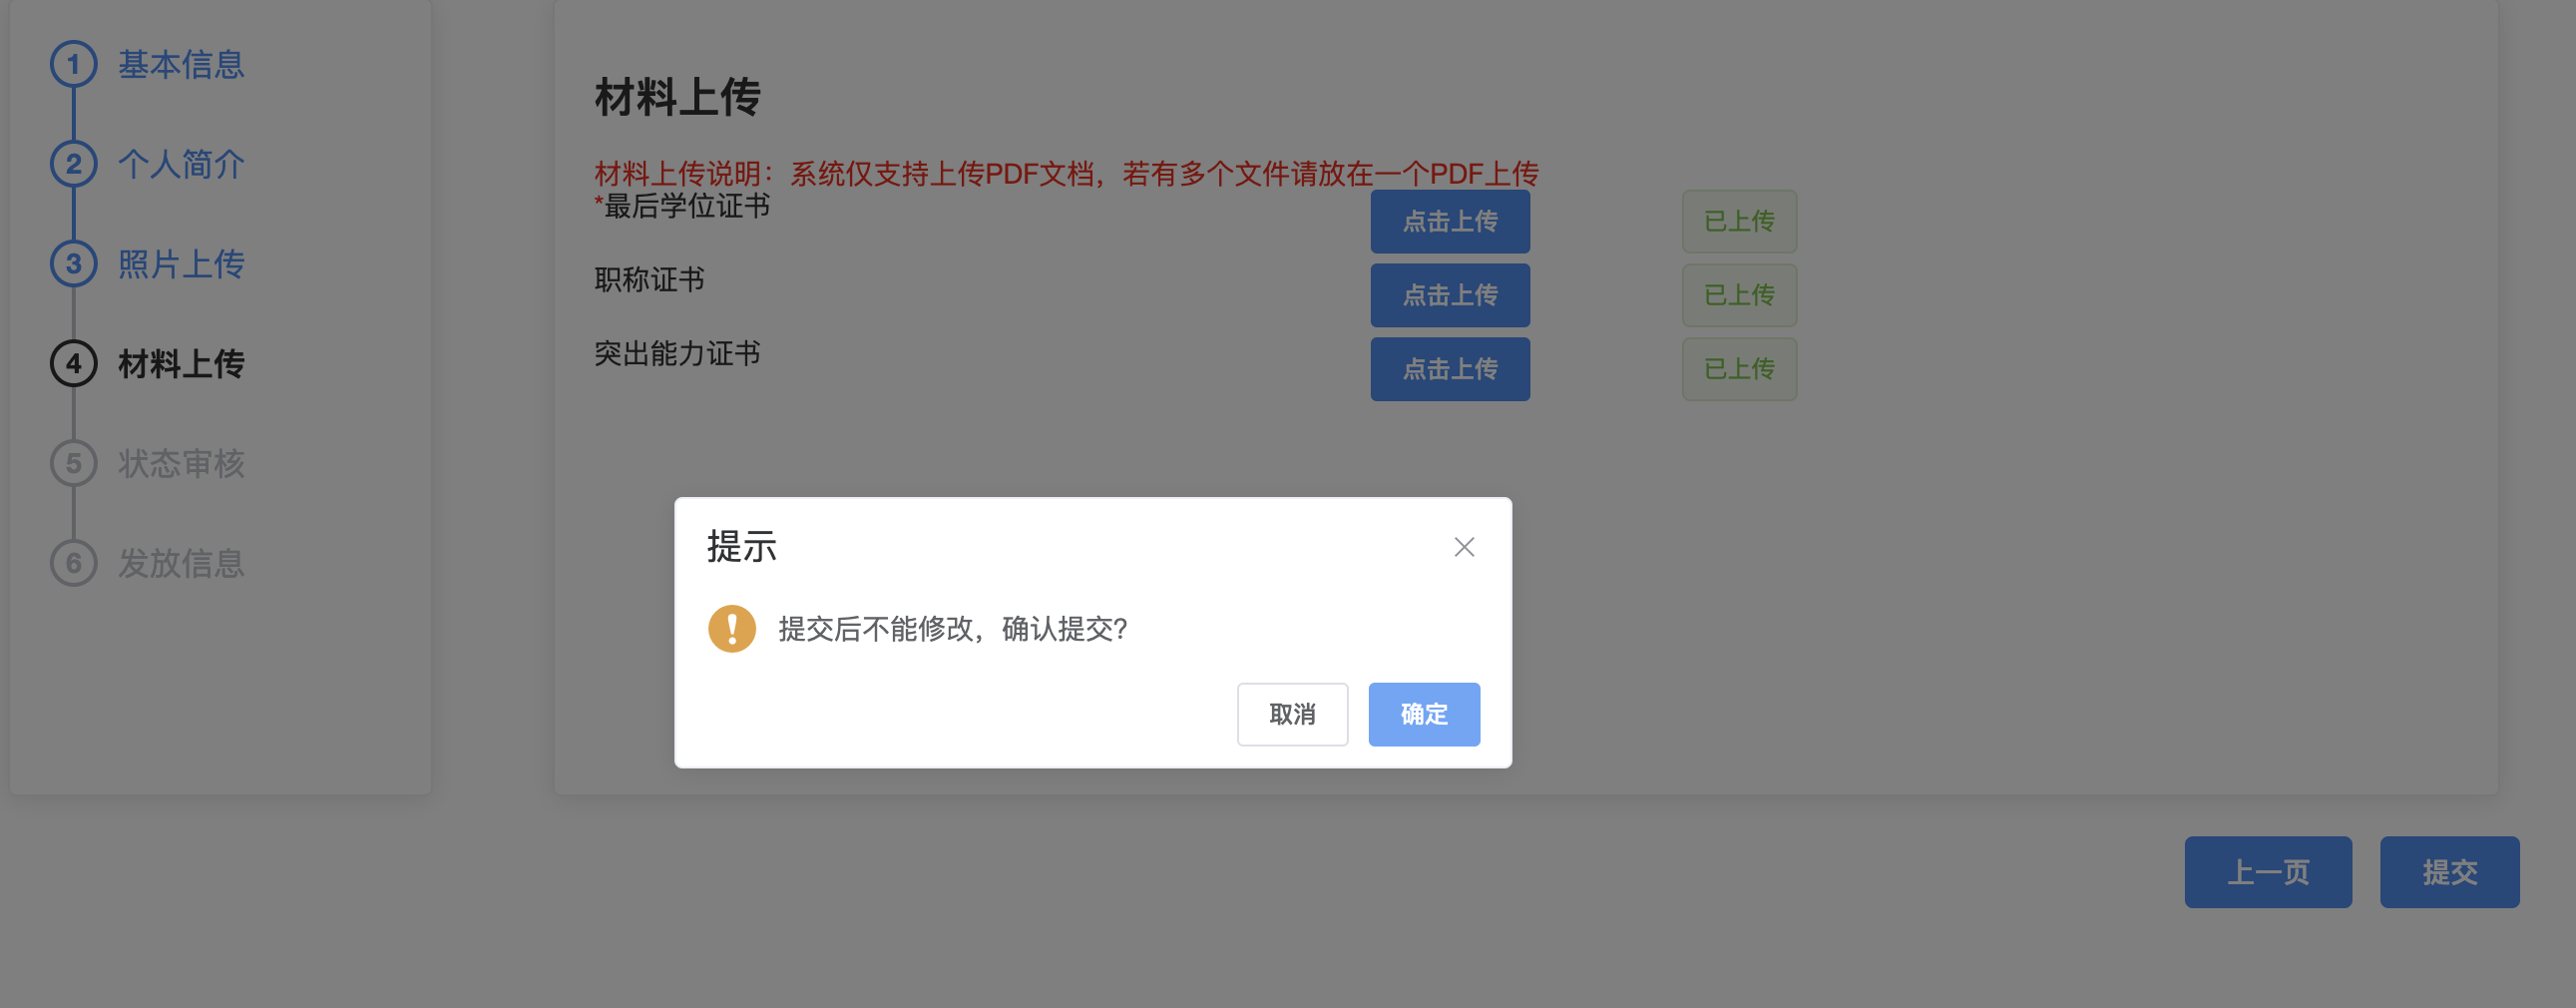 1 基本信息
2 个人简介
3 照片上传
4 材料上传
5 状态审核
6 发放信息
材料上传
材料上传说明：系统仅支持上传PDF文档，若有多个文件请放在一个PDF上传
*最后学位证书 点击上传 已上传
职称证书 点击上传 已上传
突出能力证书 点击上传 已上传
提示
提交后不能修改，确认提交?
取消 确定
上一页 提交